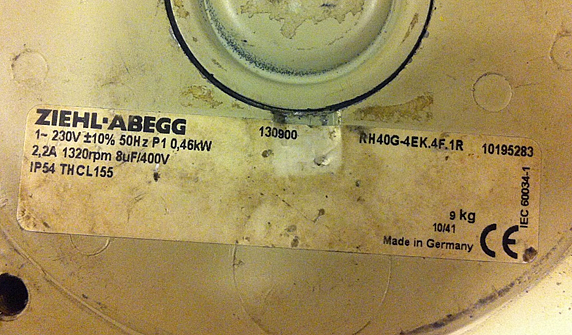 ZIEHL-ABEGG
1~ 230V ±10% 50Hz P1 0,46kW
2,2A 1320rpm 8uF/400V
IP54 THCL155
130900
RH40G-4EK.4F.1R 10195283
9 kg
10/41
Made in Germany
CE
IEC 60034-1